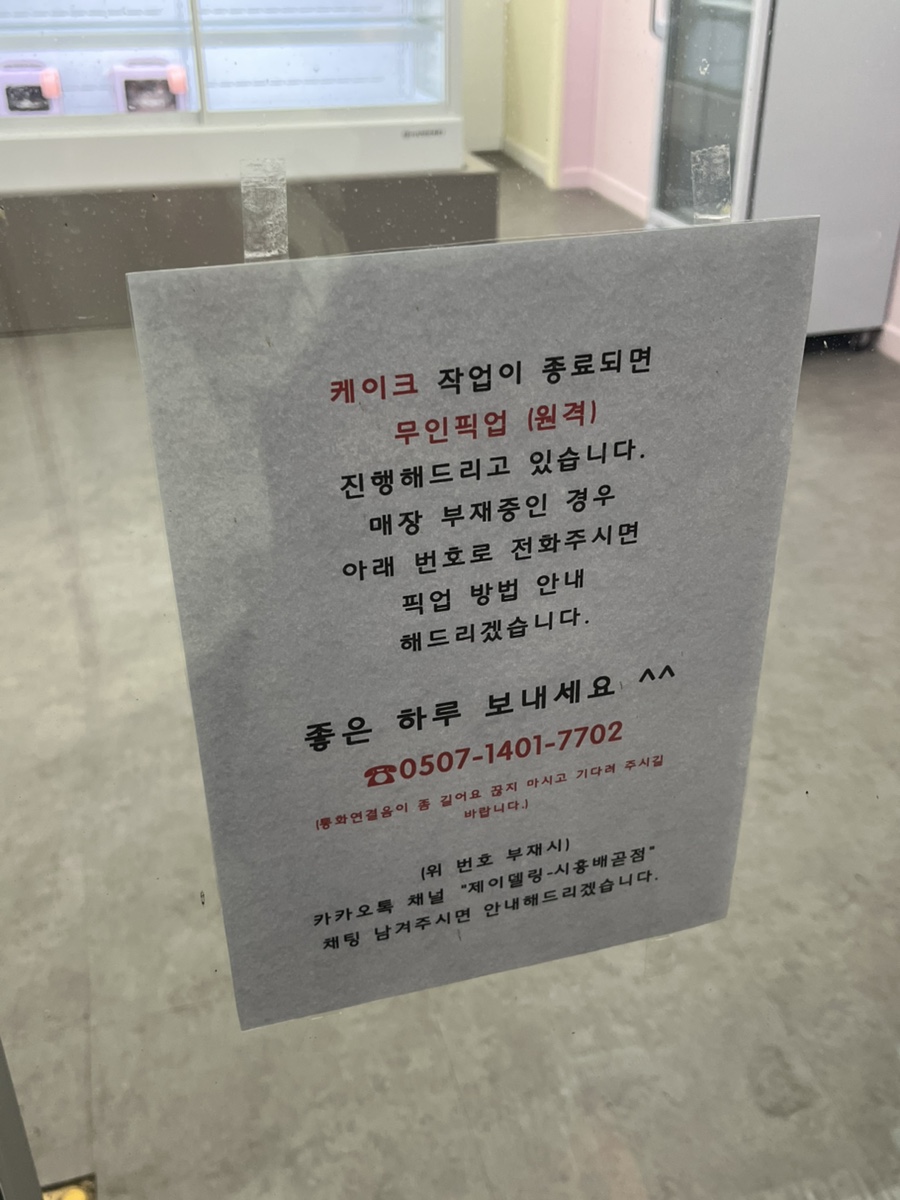 케이크 작업이 종료되면
무인픽업 (원격)
진행해드리고 있습니다.
매장 부재중인 경우
아래 번호로 전화주시면
픽업 방법 안내
해드리겠습니다.
좋은 하루 보내세요 ^^
☎0507-1401-7702
(통화연결음이 좀 길어요 끊지 마시고 기다려 주시길
바랍니다.)
(위 번호 부재시)
카카오톡 채널 "제이델링-시흥배곧점"
채팅 남겨주시면 안내해드리겠습니다.